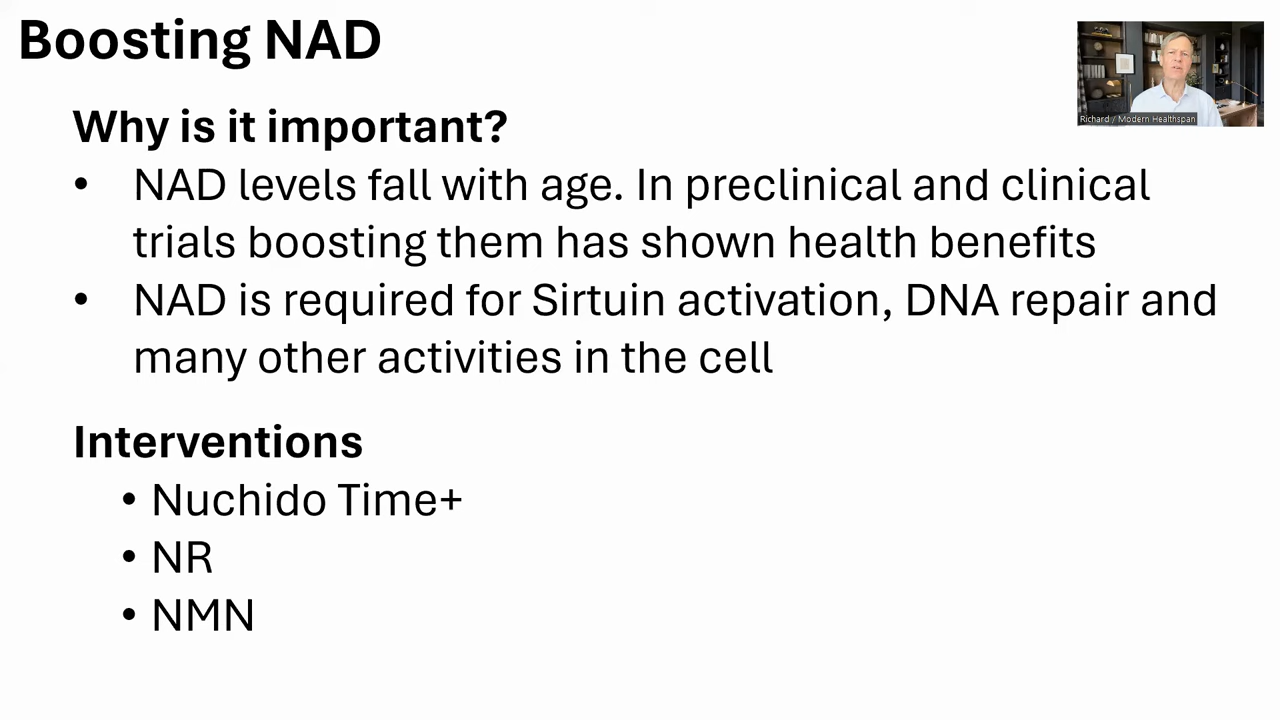 Boosting NAD
Richard / Modern Healthspan
Why is it important?
• NAD levels fall with age. In preclinical and clinical
trials boosting them has shown health benefits
• NAD is required for Sirtuin activation, DNA repair and
many other activities in the cell
Interventions
• Nuchido Time+
• NR
• NMN